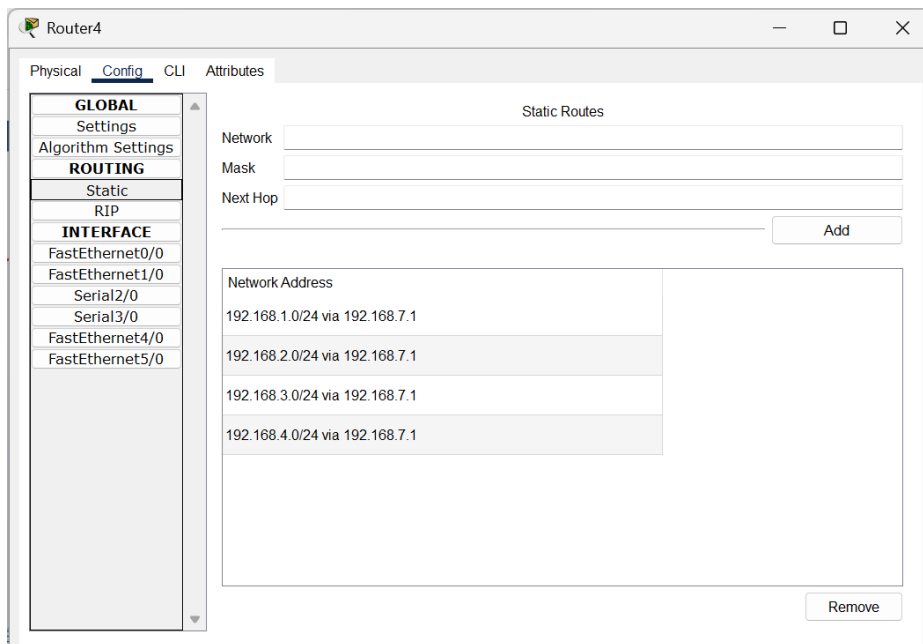 Router4
Physical Config CLI Attributes
GLOBAL
Settings
Algorithm Settings
ROUTING
Static
RIP
INTERFACE
FastEthernet0/0
FastEthernet1/0
Serial2/0
Serial3/0
FastEthernet4/0
FastEthernet5/0
Static Routes
Network
Mask
Next Hop
Add
Network Address
192.168.1.0/24 via 192.168.7.1
192.168.2.0/24 via 192.168.7.1
192.168.3.0/24 via 192.168.7.1
192.168.4.0/24 via 192.168.7.1
Remove